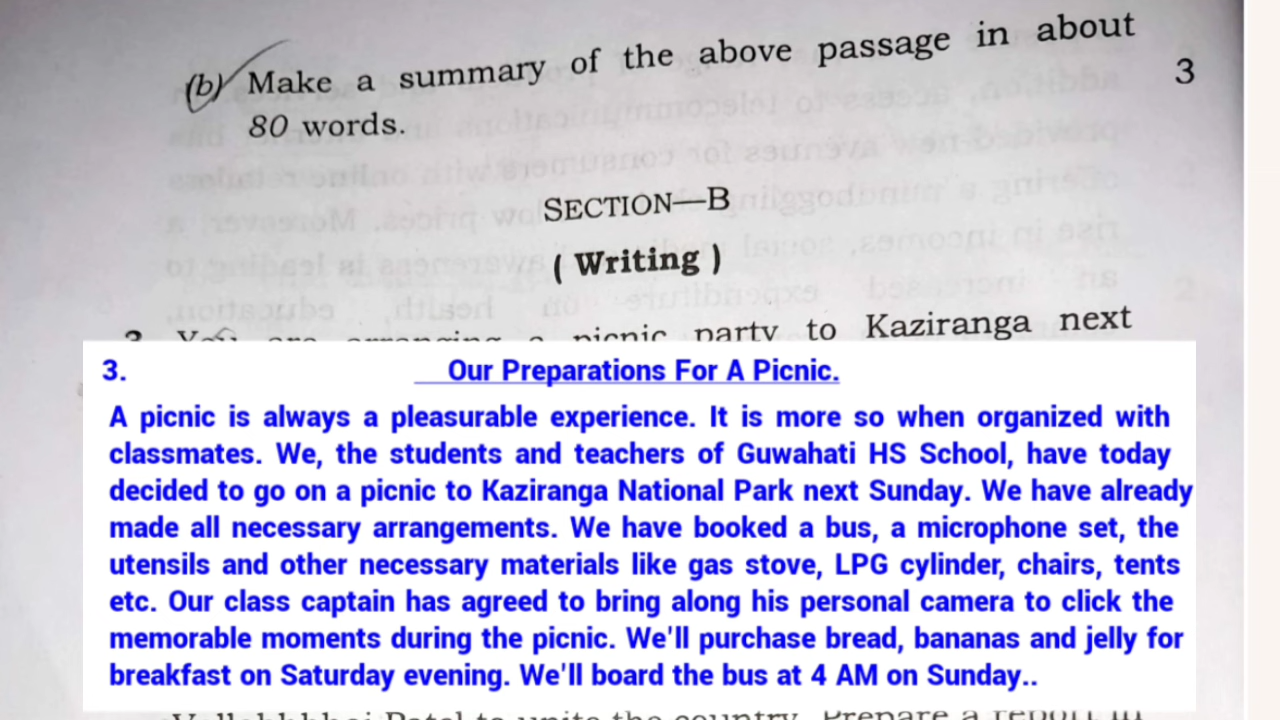 (b) Make a summary of the above passage in about
3
80 words.
SECTION—B
( Writing )
3. You are arranging a picnic party to Kaziranga next
3. Our Preparations For A Picnic.
A picnic is always a pleasurable experience. It is more so when organized with
classmates. We, the students and teachers of Guwahati HS School, have today
decided to go on a picnic to Kaziranga National Park next Sunday. We have already
made all necessary arrangements. We have booked a bus, a microphone set, the
utensils and other necessary materials like gas stove, LPG cylinder, chairs, tents
etc. Our class captain has agreed to bring along his personal camera to click the
memorable moments during the picnic. We'll purchase bread, bananas and jelly for
breakfast on Saturday evening. We'll board the bus at 4 AM on Sunday..
Patel to unite the country. Prepare a report in